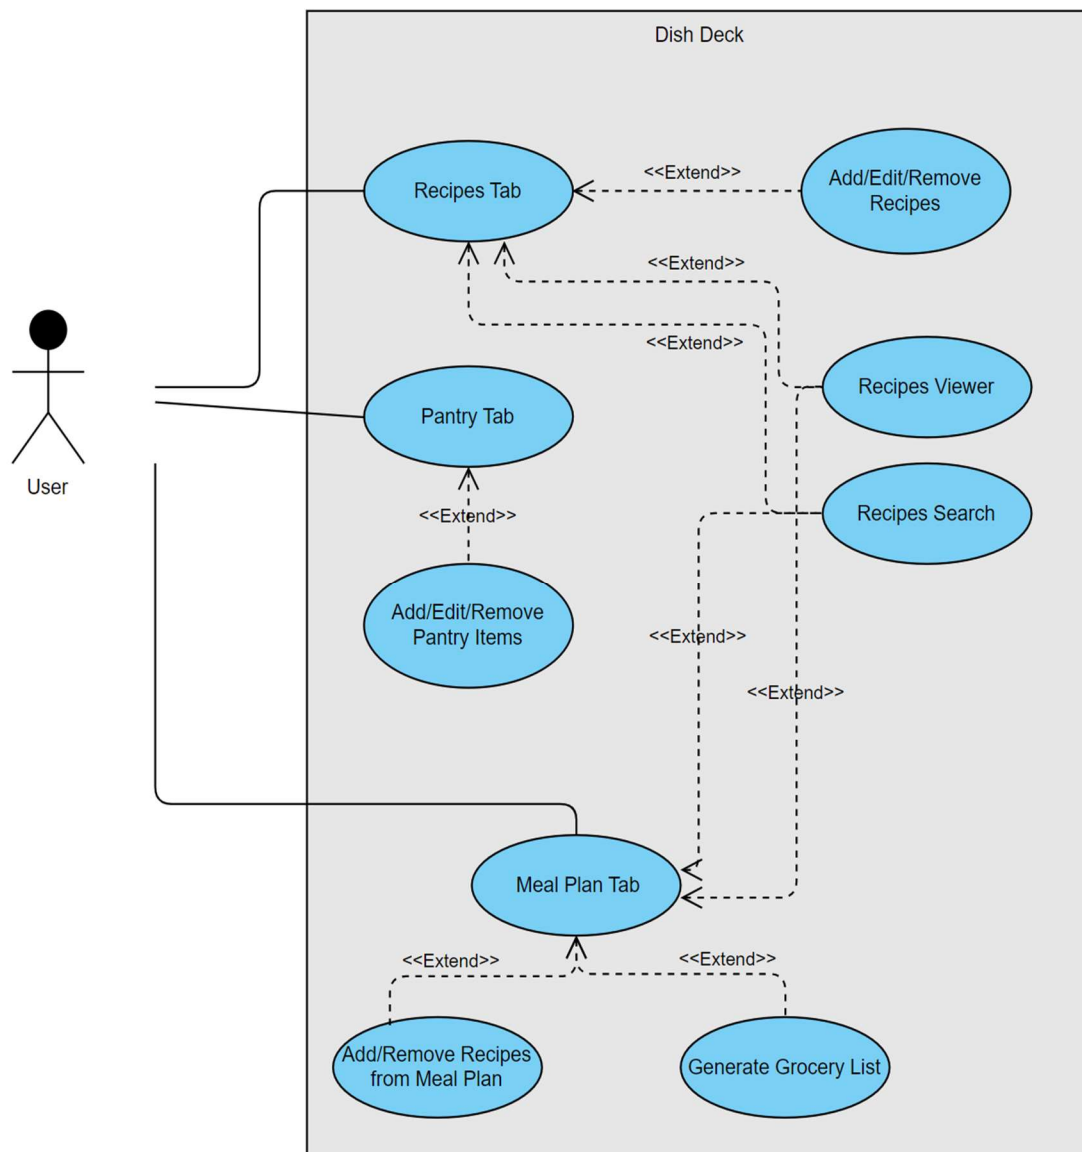 Dish Deck
Recipes Tab
<<Extend>>
Add/Edit/Remove
Recipes
<<Extend>>
<<Extend>>
Recipes Viewer
Pantry Tab
User
<<Extend>>
Recipes Search
Add/Edit/Remove
Pantry Items
<<Extend>>
<<Extend>>
Meal Plan Tab
<<Extend>>
<<Extend>>
Add/Remove Recipes
from Meal Plan
Generate Grocery List